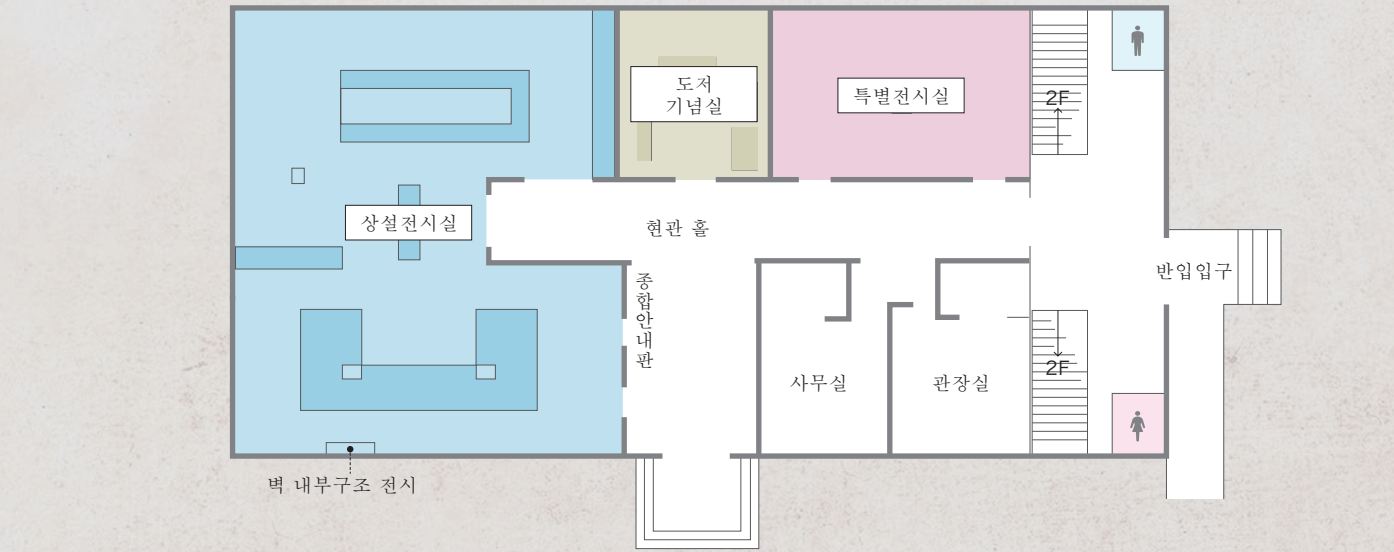 도저
기념실
특별전시실
2F
상설전시실
현관 홀
종합안내판
반입입구
사무실
관장실
2F
벽 내부구조 전시